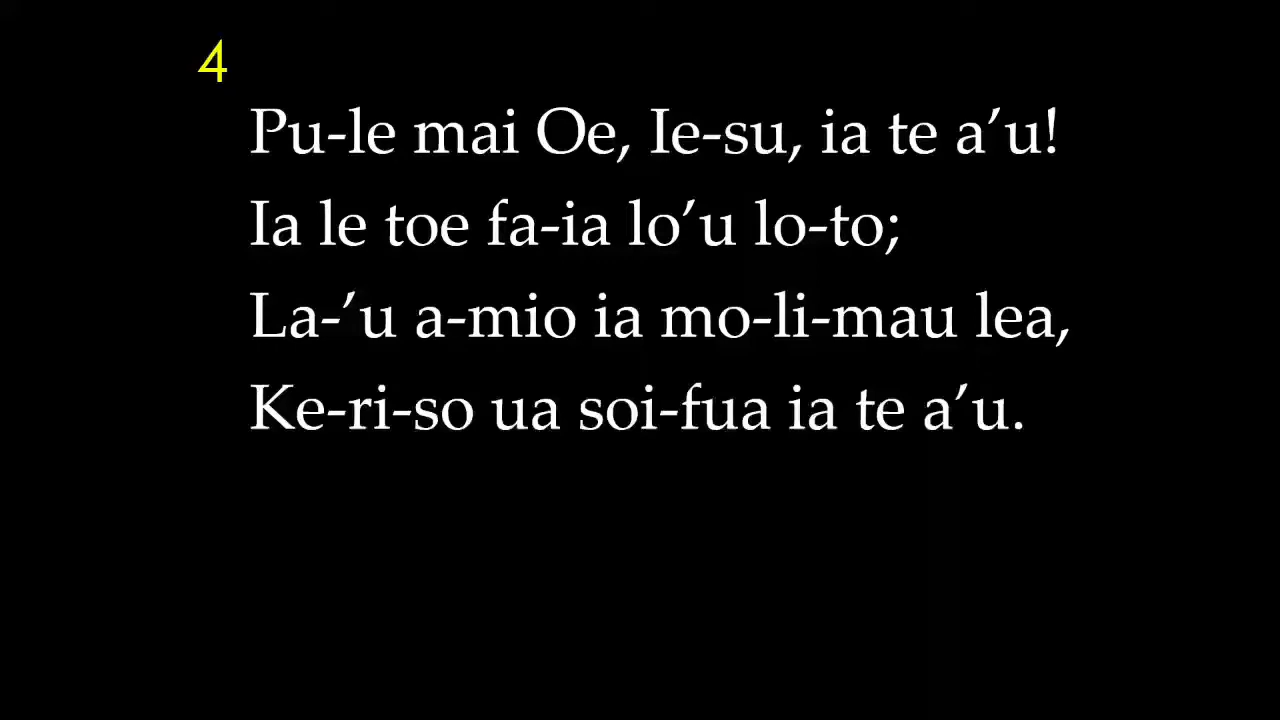 4
Pu-le mai Oe, Ie-su, ia te a’u!
Ia le toe fa-ia lo’u lo-to;
La-’u a-mio ia mo-li-mau lea,
Ke-ri-so ua soi-fua ia te a’u.